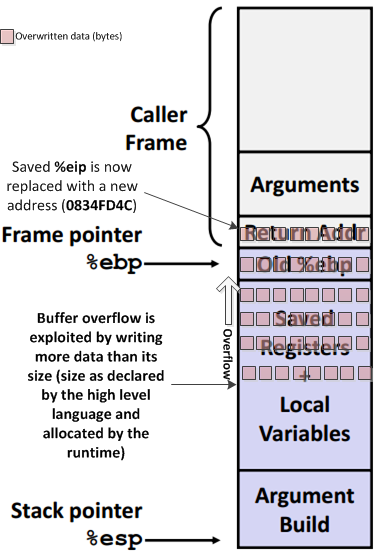 Overwritten data (bytes)
Caller
Frame
Saved %eip is now
replaced with a new
address (0834FD4C)
Arguments
Return Addr
Frame pointer
%ebp
Old %ebp
Buffer overflow is
exploited by writing
more data than its
size (size as declared
by the high level
language and
allocated by the
runtime)
Overflow
Saved
Registers
+
Local
Variables
Argument
Build
Stack pointer
%esp